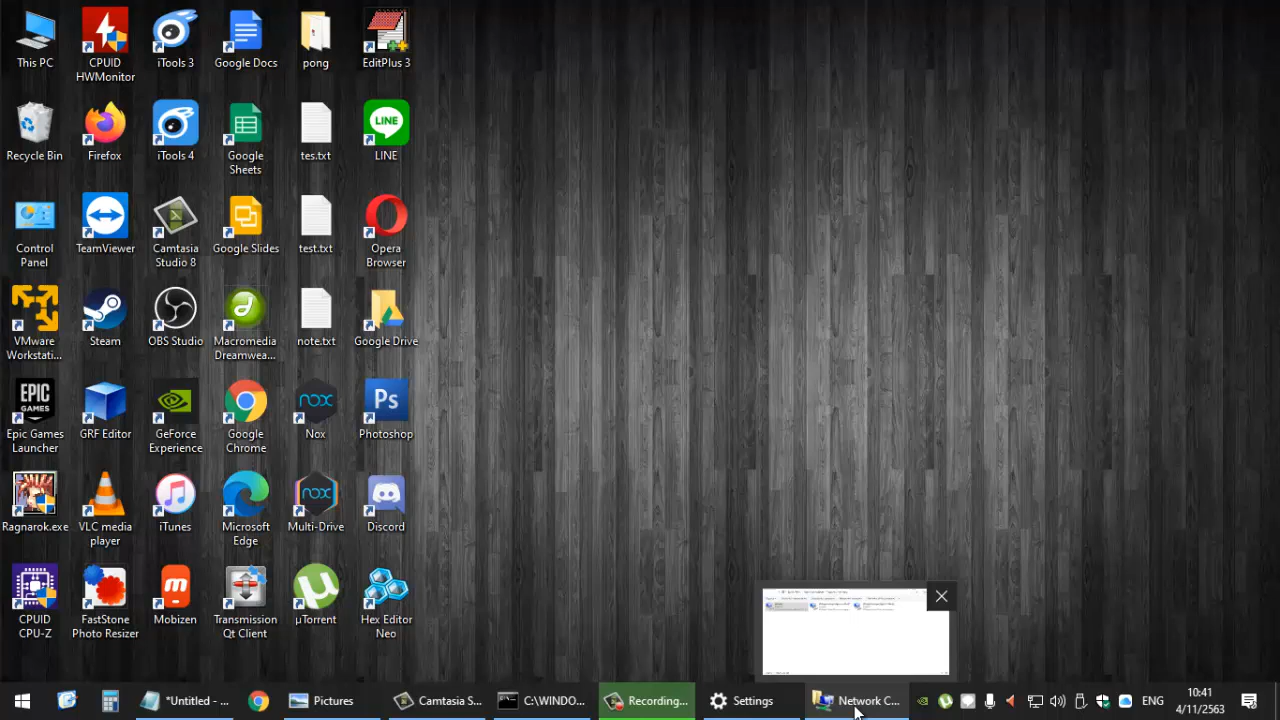 This PC
CPUID
HWMonitor
iTools 3
Google Docs
pong
EditPlus 3
Recycle Bin
Firefox
iTools 4
Google
Sheets
tes.txt
LINE
LINE
Control
Panel
TeamViewer
Camtasia
Studio 8
Google Slides
test.txt
Opera
Browser
VMware
Workstati...
Steam
OBS Studio
Macromedia
Dreamwea...
note.txt
Google Drive
EPIC
GAMES
Epic Games
Launcher
GRF Editor
GeForce
Experience
Google
Chrome
nox
Nox
Ps
Photoshop
Ragnarok.exe
VLC media
player
iTunes
Microsoft
Edge
nox
Multi-Drive
Discord
CPUID
CPU-Z
FastStone
Photo Resizer
Mobizen
Transmission
Qt Client
µTorrent
Hex Editor
Neo
*Untitled - ...
Pictures
Camtasia S...
C:\WINDO...
Recording...
Settings
Network C...
ENG
10:41
4/11/2563